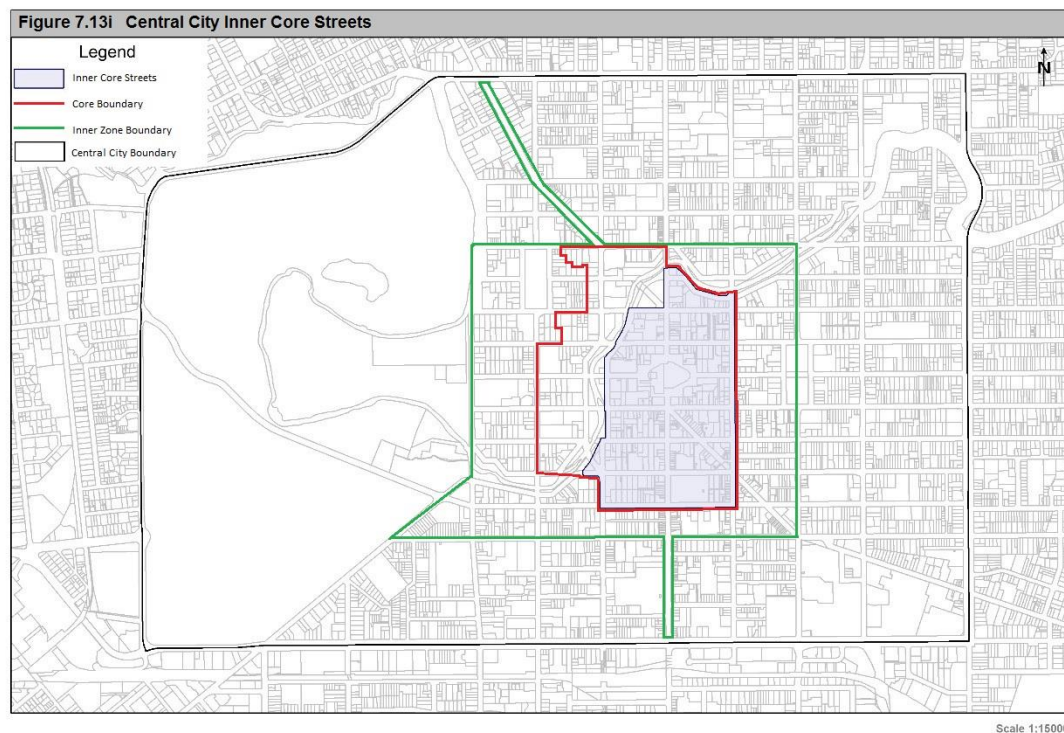 Figure 7.13i Central City Inner Core Streets
Legend
Inner Core Streets
Core Boundary
Inner Zone Boundary
Central City Boundary
N
Scale 1:1500